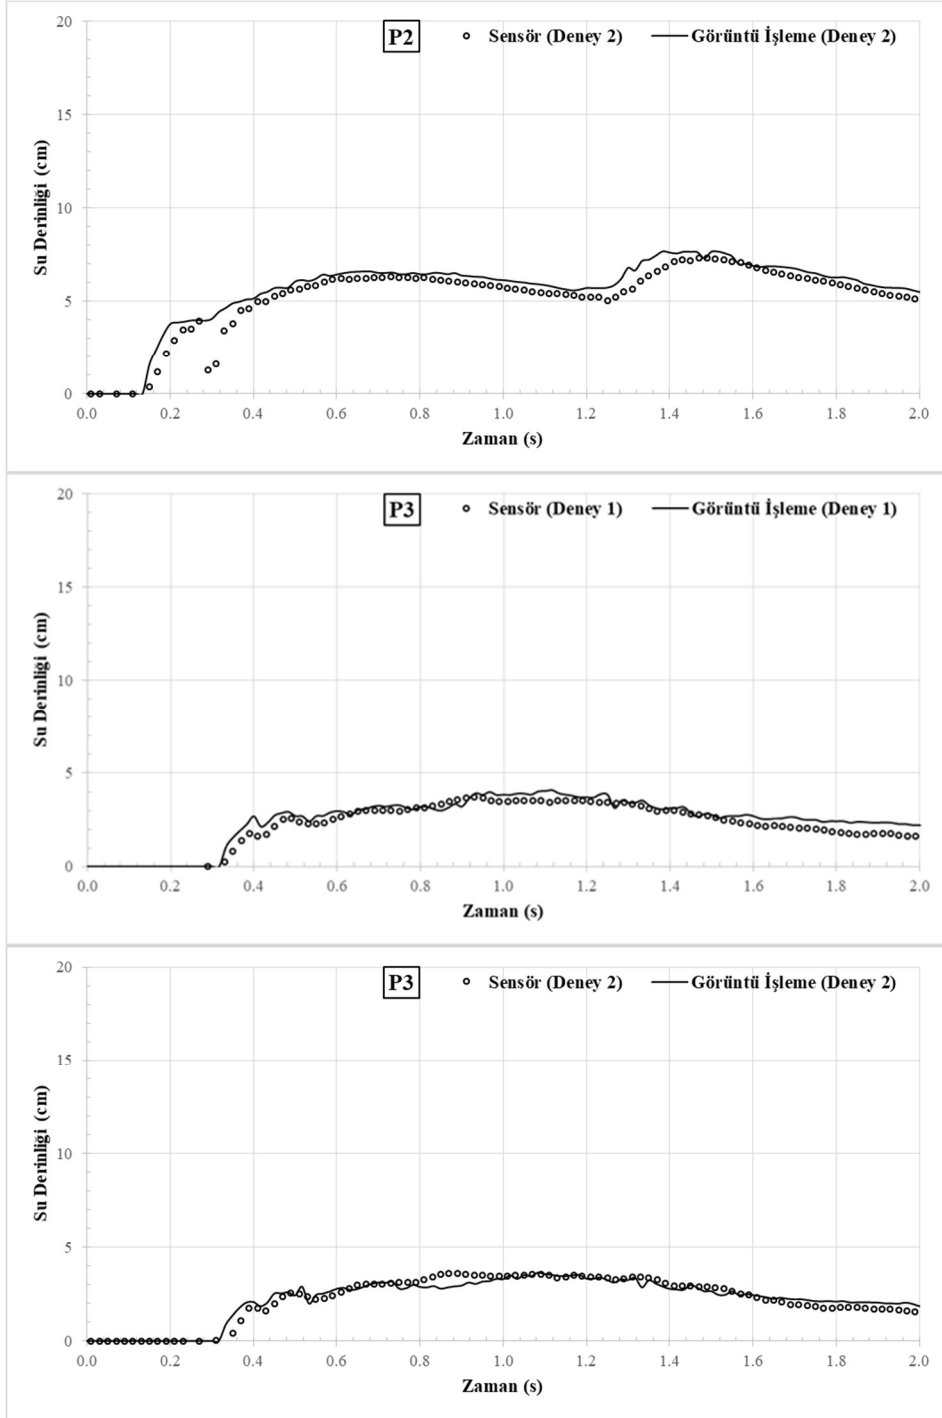 20
P2
Sensör (Deney 2)
Görüntü İşleme (Deney 2)
15
10
5
0
Su Derinliği (cm)
0.0 0.2 0.4 0.6 0.8 1.0 1.2 1.4 1.6 1.8 2.0
Zaman (s)
20
P3
Sensör (Deney 1)
Görüntü İşleme (Deney 1)
15
10
5
0
Su Derinliği (cm)
0.0 0.2 0.4 0.6 0.8 1.0 1.2 1.4 1.6 1.8 2.0
Zaman (s)
20
P3
Sensör (Deney 2)
Görüntü İşleme (Deney 2)
15
10
5
0
Su Derinliği (cm)
0.0 0.2 0.4 0.6 0.8 1.0 1.2 1.4 1.6 1.8 2.0
Zaman (s)